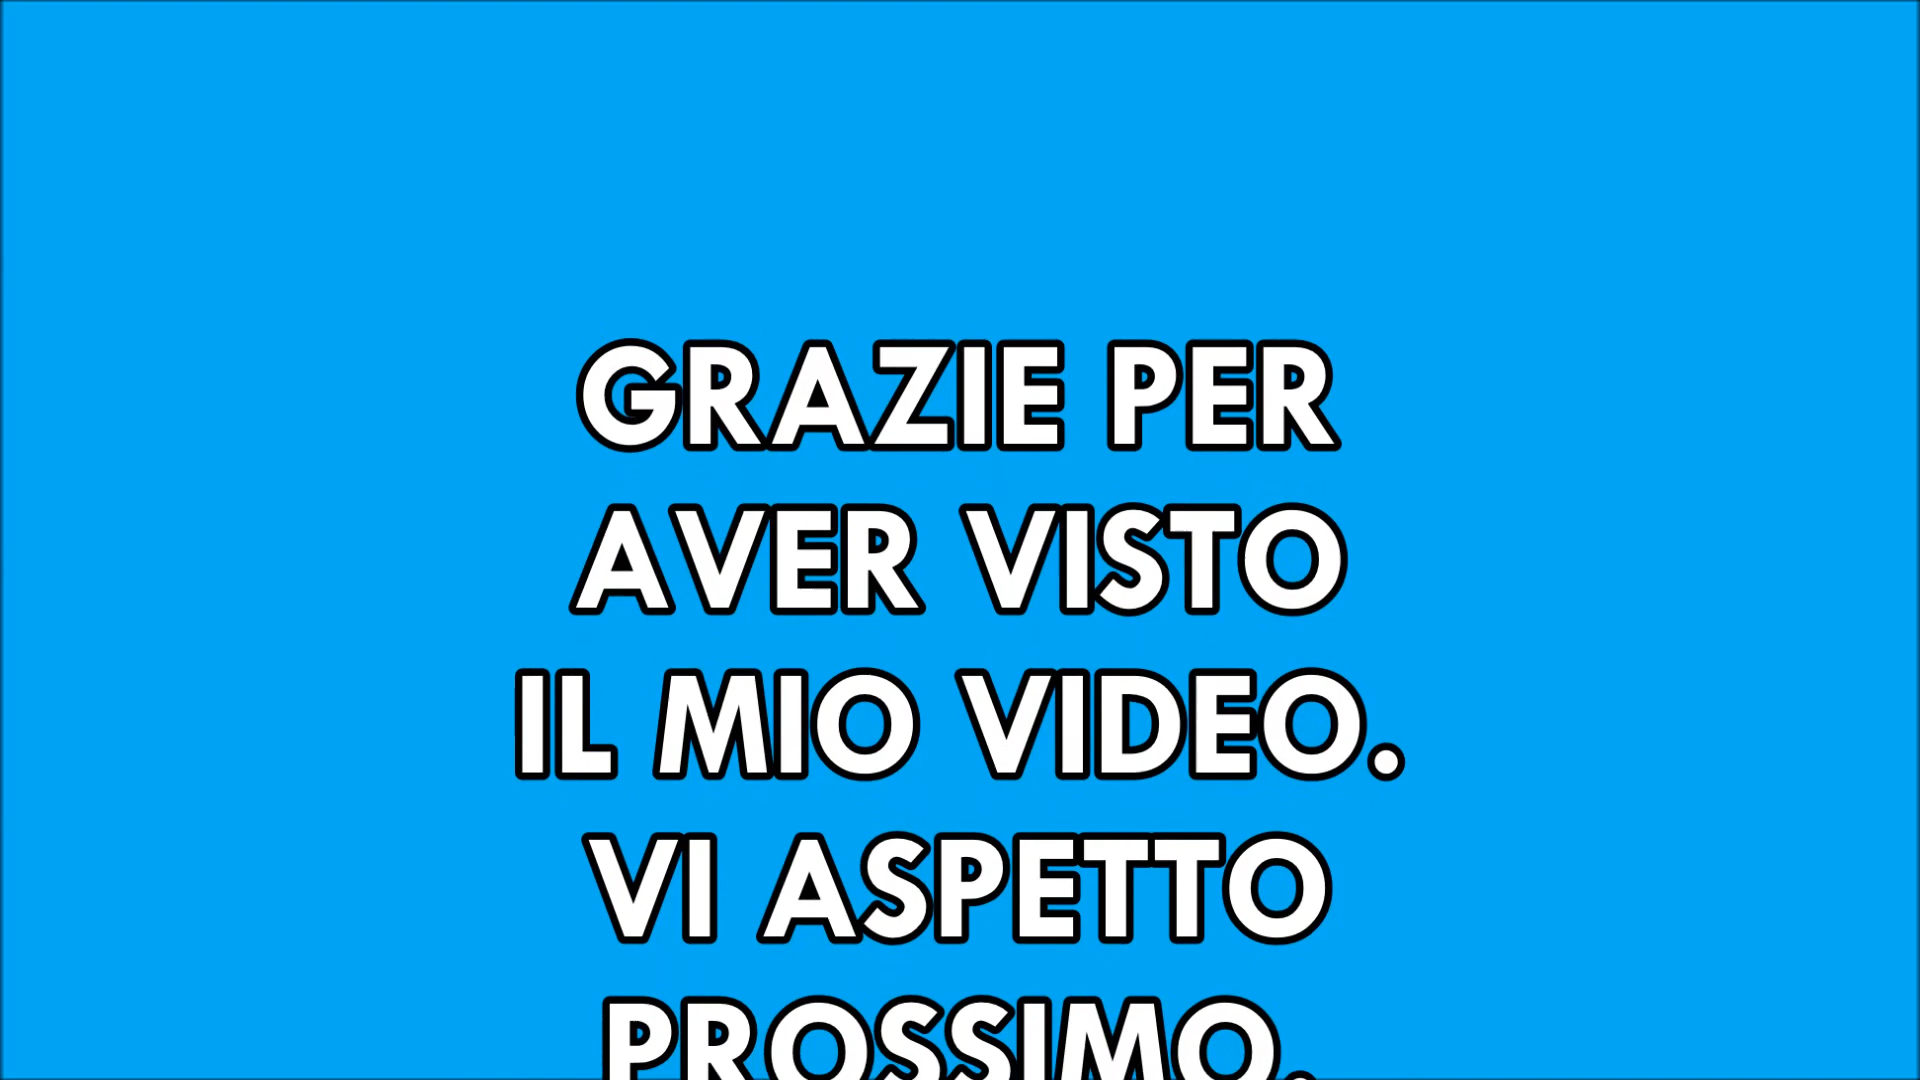 GRAZIE PER
AVER VISTO
IL MIO VIDEO.
VI ASPETTO
PROSSIMO.